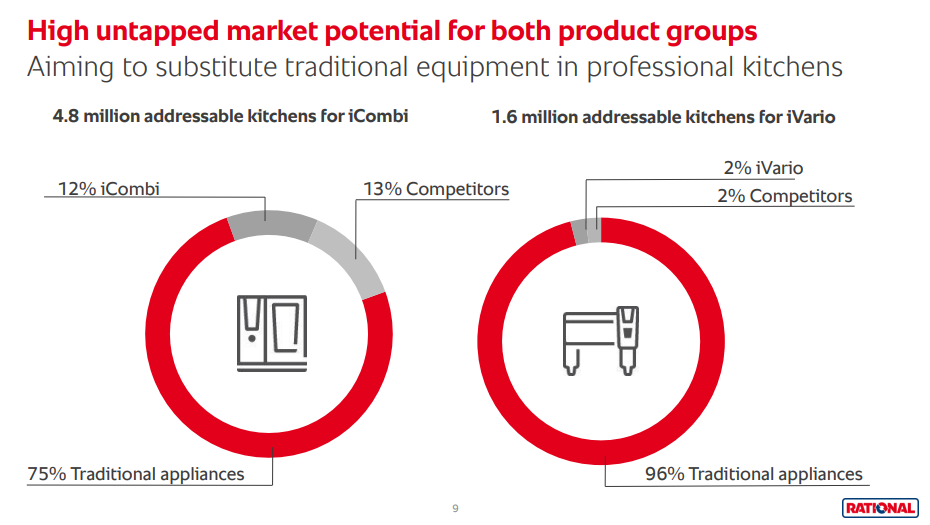 High untapped market potential for both product groups
Aiming to substitute traditional equipment in professional kitchens
4.8 million addressable kitchens for iCombi
12% iCombi
13% Competitors
75% Traditional appliances
1.6 million addressable kitchens for iVario
2% iVario
2% Competitors
96% Traditional appliances
9
RATIONAL